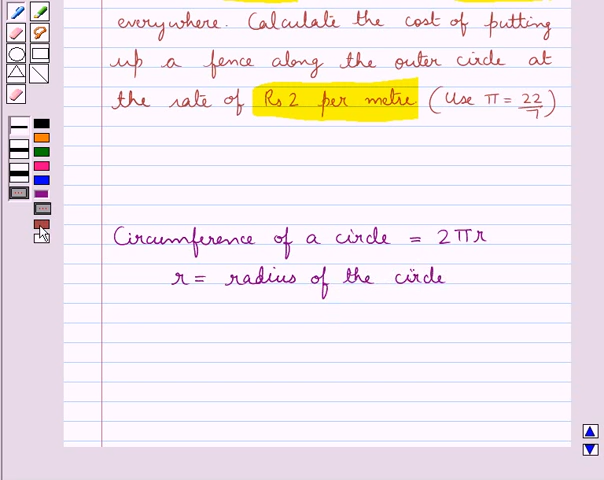 everywhere. Calculate the cost of putting
up a fence along the outer circle at
the rate of Rs 2 per metre (Use π = 22/7)
Circumference of a circle = 2πr
r = radius of the circle